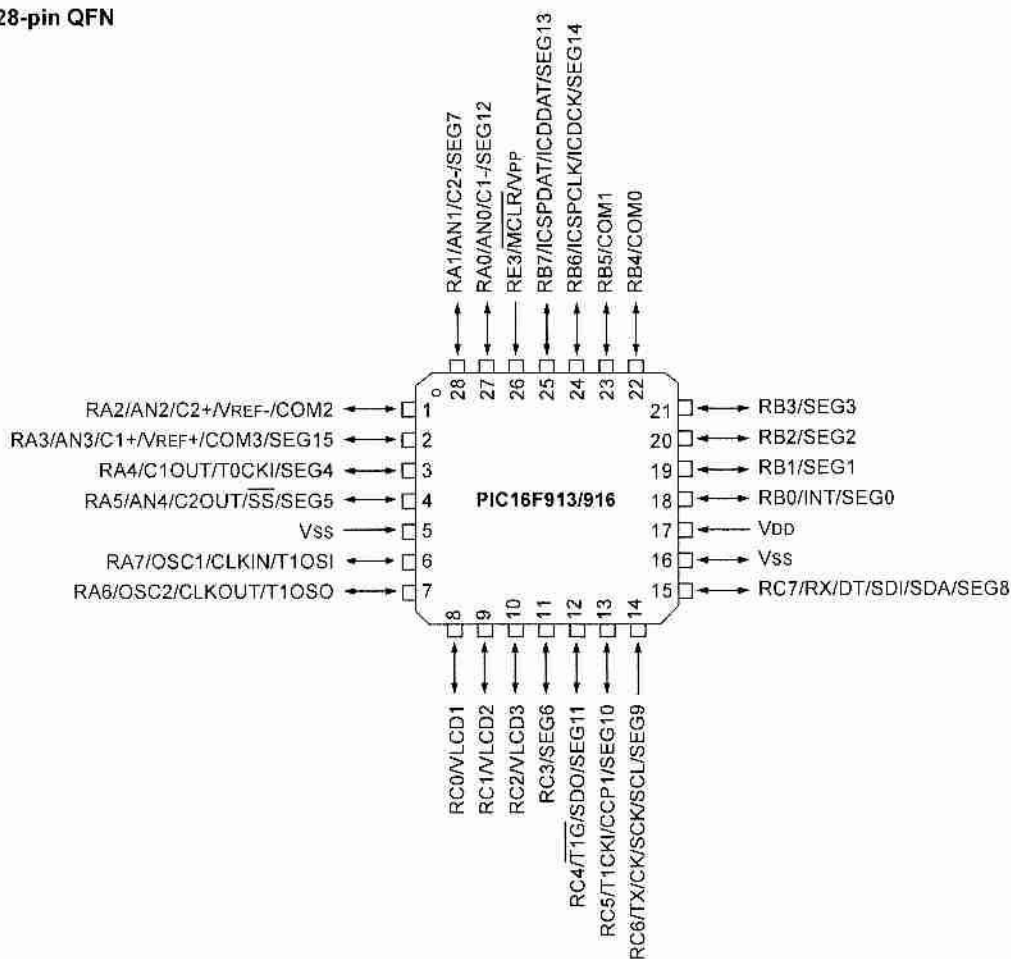 28-pin QFN
RA1/AN1/C2-/SEG7
RA0/AN0/C1-/SEG12
RE3/MCLR/VPP
RB7/ICSPDAT/ICDDAT/SEG13
RB6/ICSPCLK/ICDCK/SEG14
RB5/COM1
RB4/COM0
28 27 26 25 24 23 22
RA2/AN2/C2+/VREF-/COM2 1
RA3/AN3/C1+/VREF+/COM3/SEG15 2
RA4/C1OUT/T0CKI/SEG4 3
RA5/AN4/C2OUT/SS/SEG5 4
VSS 5
RA7/OSC1/CLKIN/T1OSI 6
RA6/OSC2/CLKOUT/T1OSO 7
PIC16F913/916
21 RB3/SEG3
20 RB2/SEG2
19 RB1/SEG1
18 RB0/INT/SEG0
17 VDD
16 VSS
15 RC7/RX/DT/SDI/SDA/SEG8
8 9 10 11 12 13 14
RC0/VLCD1
RC1/VLCD2
RC2/VLCD3
RC3/SEG6
RC4/T1G/SDO/SEG11
RC5/T1CKI/CCP1/SEG10
RC6/TX/CK/SCK/SCL/SEG9